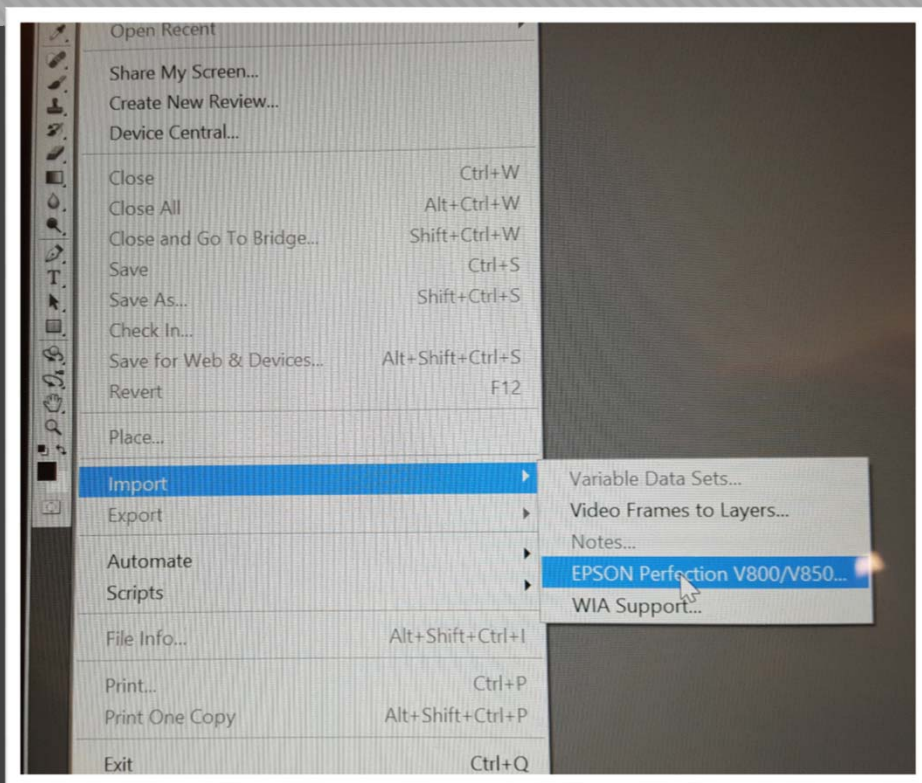 Open Recent
Share My Screen...
Create New Review...
Device Central...
Close Ctrl+W
Close All Alt+Ctrl+W
Close and Go To Bridge... Shift+Ctrl+W
Save Ctrl+S
Save As... Shift+Ctrl+S
Check In...
Save for Web & Devices... Alt+Shift+Ctrl+S
Revert F12
Place...
Import
Export
Automate
Scripts
File Info... Alt+Shift+Ctrl+I
Print... Ctrl+P
Print One Copy Alt+Shift+Ctrl+P
Exit Ctrl+Q
Variable Data Sets...
Video Frames to Layers...
Notes...
EPSON Perfection V800/V850...
WIA Support...